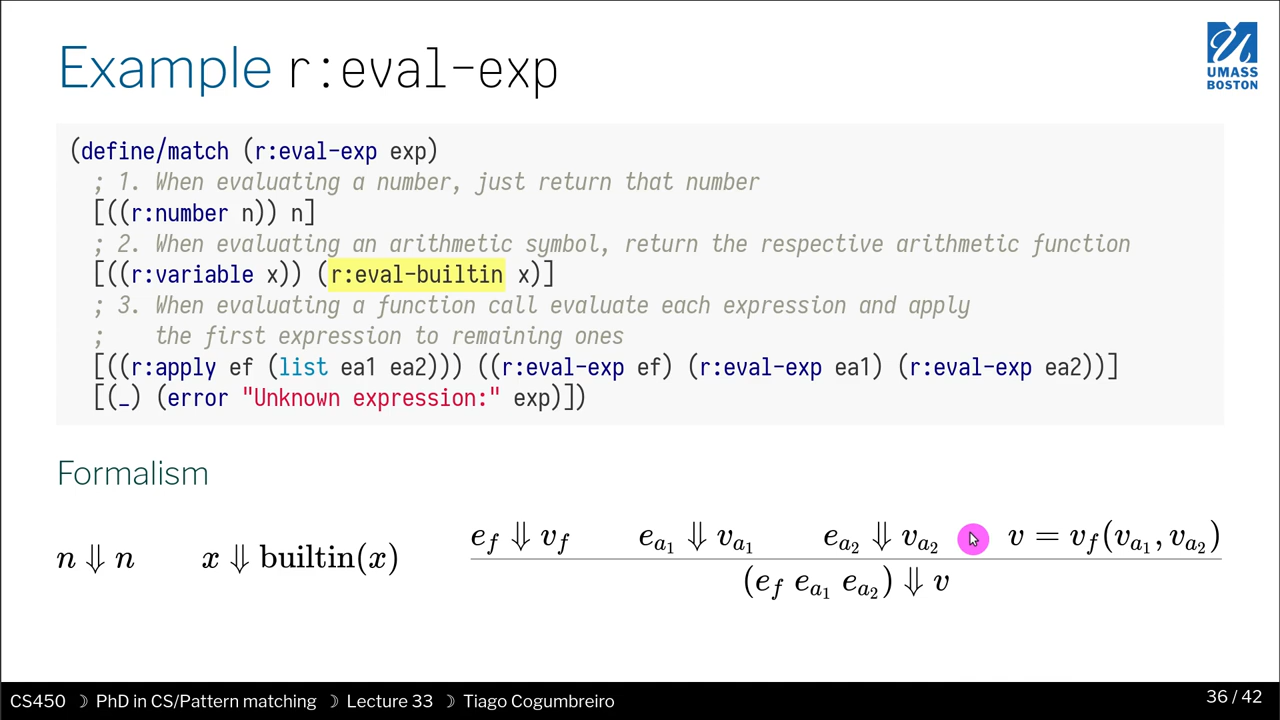 Example r:eval-exp
UMASS
BOSTON
(define/match (r:eval-exp exp)
; 1. When evaluating a number, just return that number
[((r:number n)) n]
; 2. When evaluating an arithmetic symbol, return the respective arithmetic function
[((r:variable x)) (r:eval-builtin x)]
; 3. When evaluating a function call evaluate each expression and apply
;    the first expression to remaining ones
[((r:apply ef (list ea1 ea2))) ((r:eval-exp ef) (r:eval-exp ea1) (r:eval-exp ea2))]
[(_) (error "Unknown expression:" exp)])
Formalism
n ⇓ n    x ⇓ builtin(x)
e_f ⇓ v_f    e_{a_1} ⇓ v_{a_1}    e_{a_2} ⇓ v_{a_2}    v = v_f(v_{a_1}, v_{a_2})
(e_f e_{a_1} e_{a_2}) ⇓ v
CS450 ☽ PhD in CS/Pattern matching ☽ Lecture 33 ☽ Tiago Cogumbreiro
36 / 42